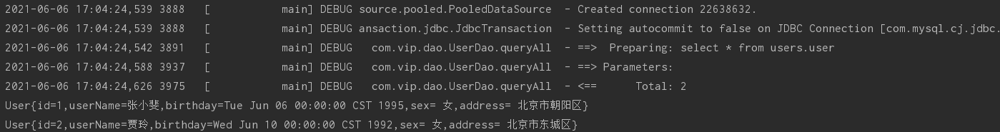 2021-06-06 17:04:24,539 3888   [           main] DEBUG source.pooled.PooledDataSource  - Created connection 22638632.
2021-06-06 17:04:24,539 3888   [           main] DEBUG ansaction.jdbc.JdbcTransaction  - Setting autocommit to false on JDBC Connection [com.mysql.cj.jdbc.
2021-06-06 17:04:24,542 3891   [           main] DEBUG   com.vip.dao.UserDao.queryAll  - ==>  Preparing: select * from users.user
2021-06-06 17:04:24,588 3937   [           main] DEBUG   com.vip.dao.UserDao.queryAll  - ==> Parameters:
2021-06-06 17:04:24,626 3975   [           main] DEBUG   com.vip.dao.UserDao.queryAll  - <==      Total: 2
User{id=1,userName=张小斐,birthday=Tue Jun 06 00:00:00 CST 1995,sex= 女,address= 北京市朝阳区}
User{id=2,userName=贾玲,birthday=Wed Jun 10 00:00:00 CST 1992,sex= 女,address= 北京市东城区}